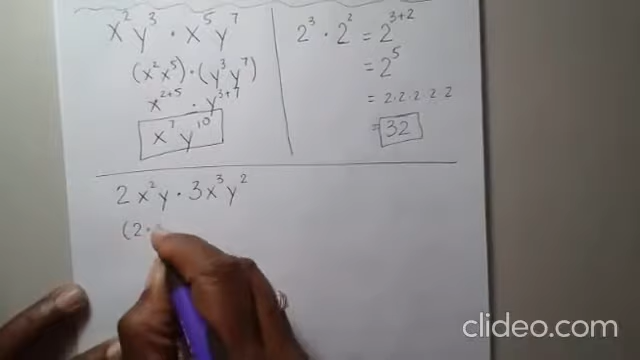 x²y³ · x⁵y⁷
(x²x⁵) · (y³y⁷)
x²⁺⁵ · y³⁺⁷
x⁷y¹⁰
2³ · 2² = 2³⁺²
= 2⁵
= 2·2·2·2·2
= 32
2x²y · 3x³y²
(2·
clideo.com